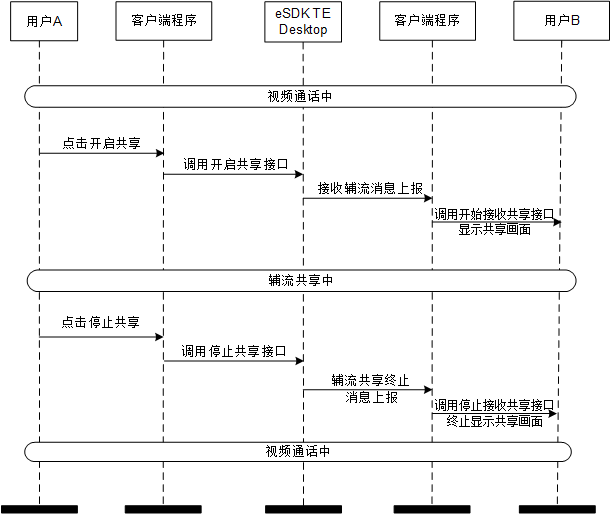 用户A
客户端程序
eSDK TE
Desktop
客户端程序
用户B
视频通话中
点击开启共享
调用开启共享接口
接收辅流消息上报
调用开始接收共享接口
显示共享画面
辅流共享中
点击停止共享
调用停止共享接口
辅流共享终止
消息上报
调用停止接收共享接口
终止显示共享画面
视频通话中